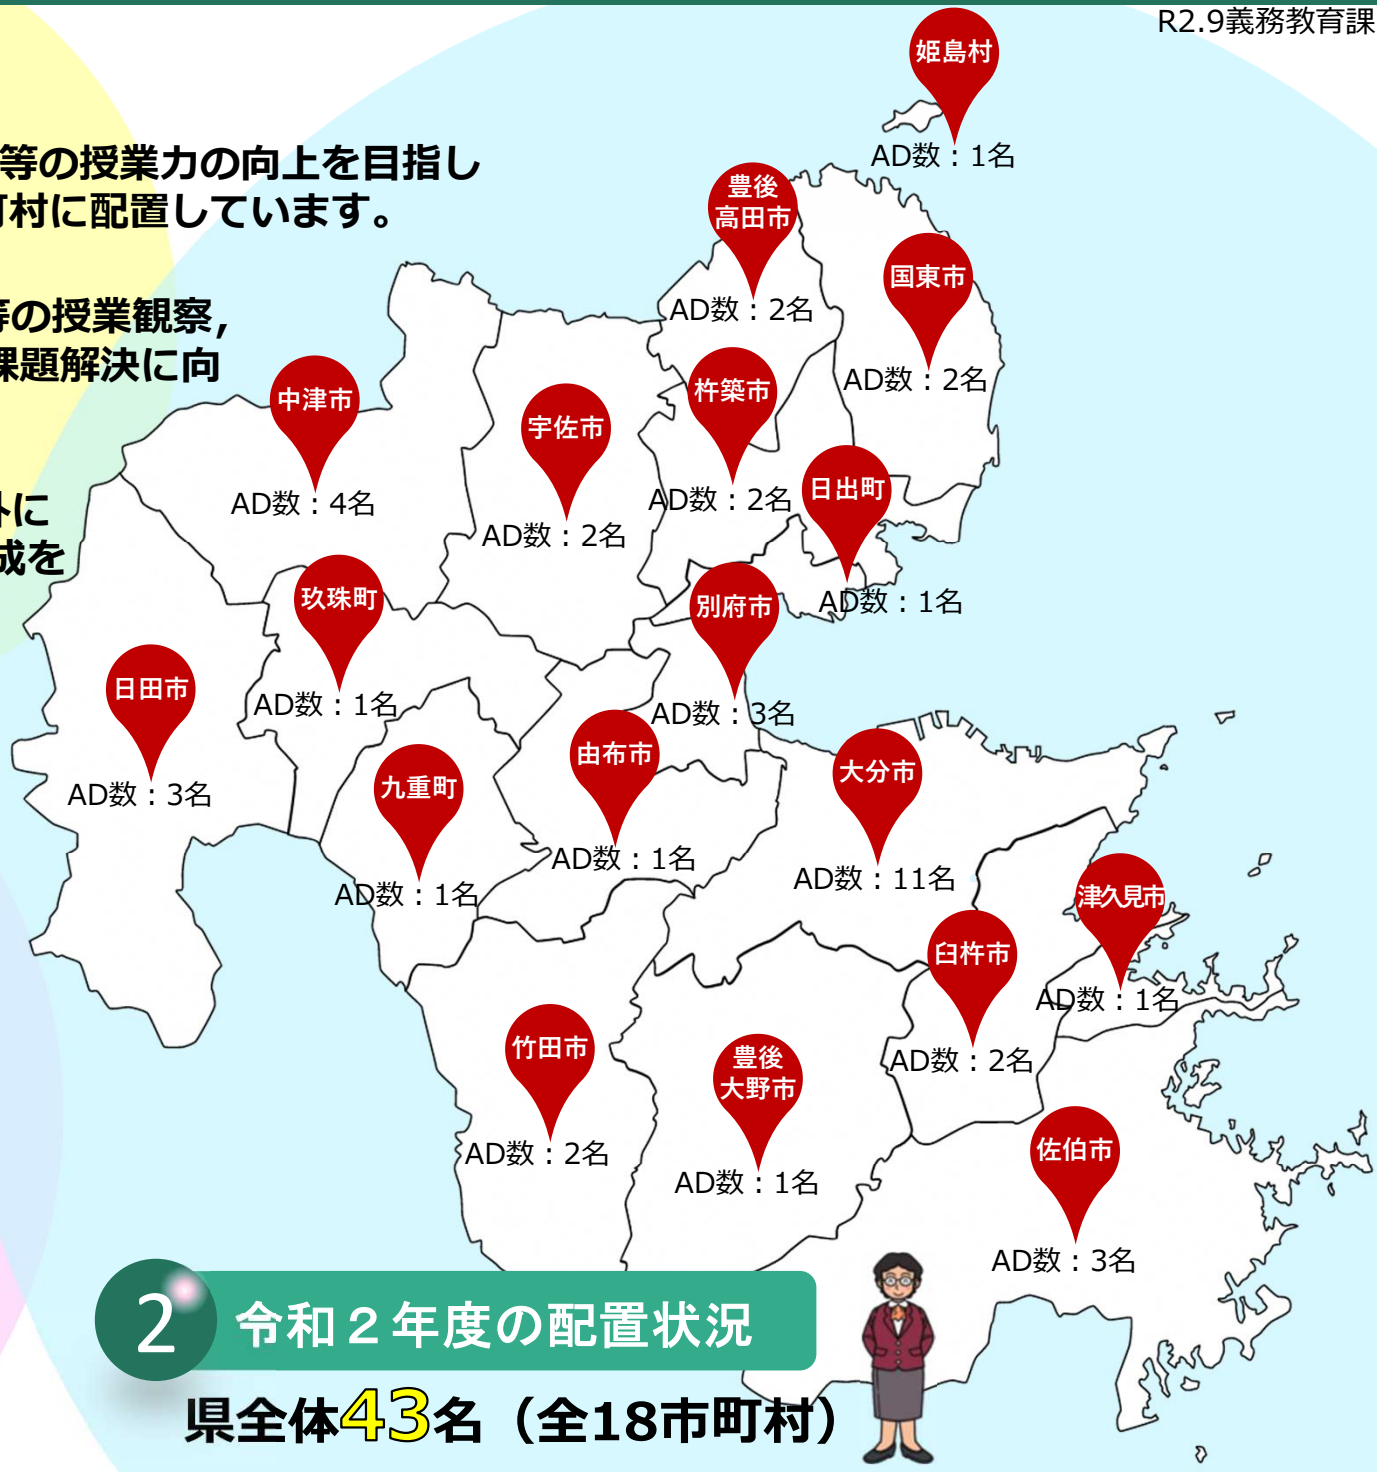 R2.9義務教育課
等の授業力の向上を目指し
町村に配置しています。
等の授業観察，
課題解決に向
外に
成を
姫島村
AD数：1名
豊後
高田市
AD数：2名
国東市
AD数：2名
中津市
AD数：4名
宇佐市
AD数：2名
杵築市
AD数：2名
日出町
AD数：1名
玖珠町
AD数：1名
別府市
AD数：3名
日田市
AD数：3名
九重町
AD数：1名
由布市
AD数：1名
大分市
AD数：11名
津久見市
AD数：1名
臼杵市
AD数：2名
竹田市
AD数：2名
豊後
大野市
AD数：1名
佐伯市
AD数：3名
2 令和２年度の配置状況
県全体43名（全18市町村）